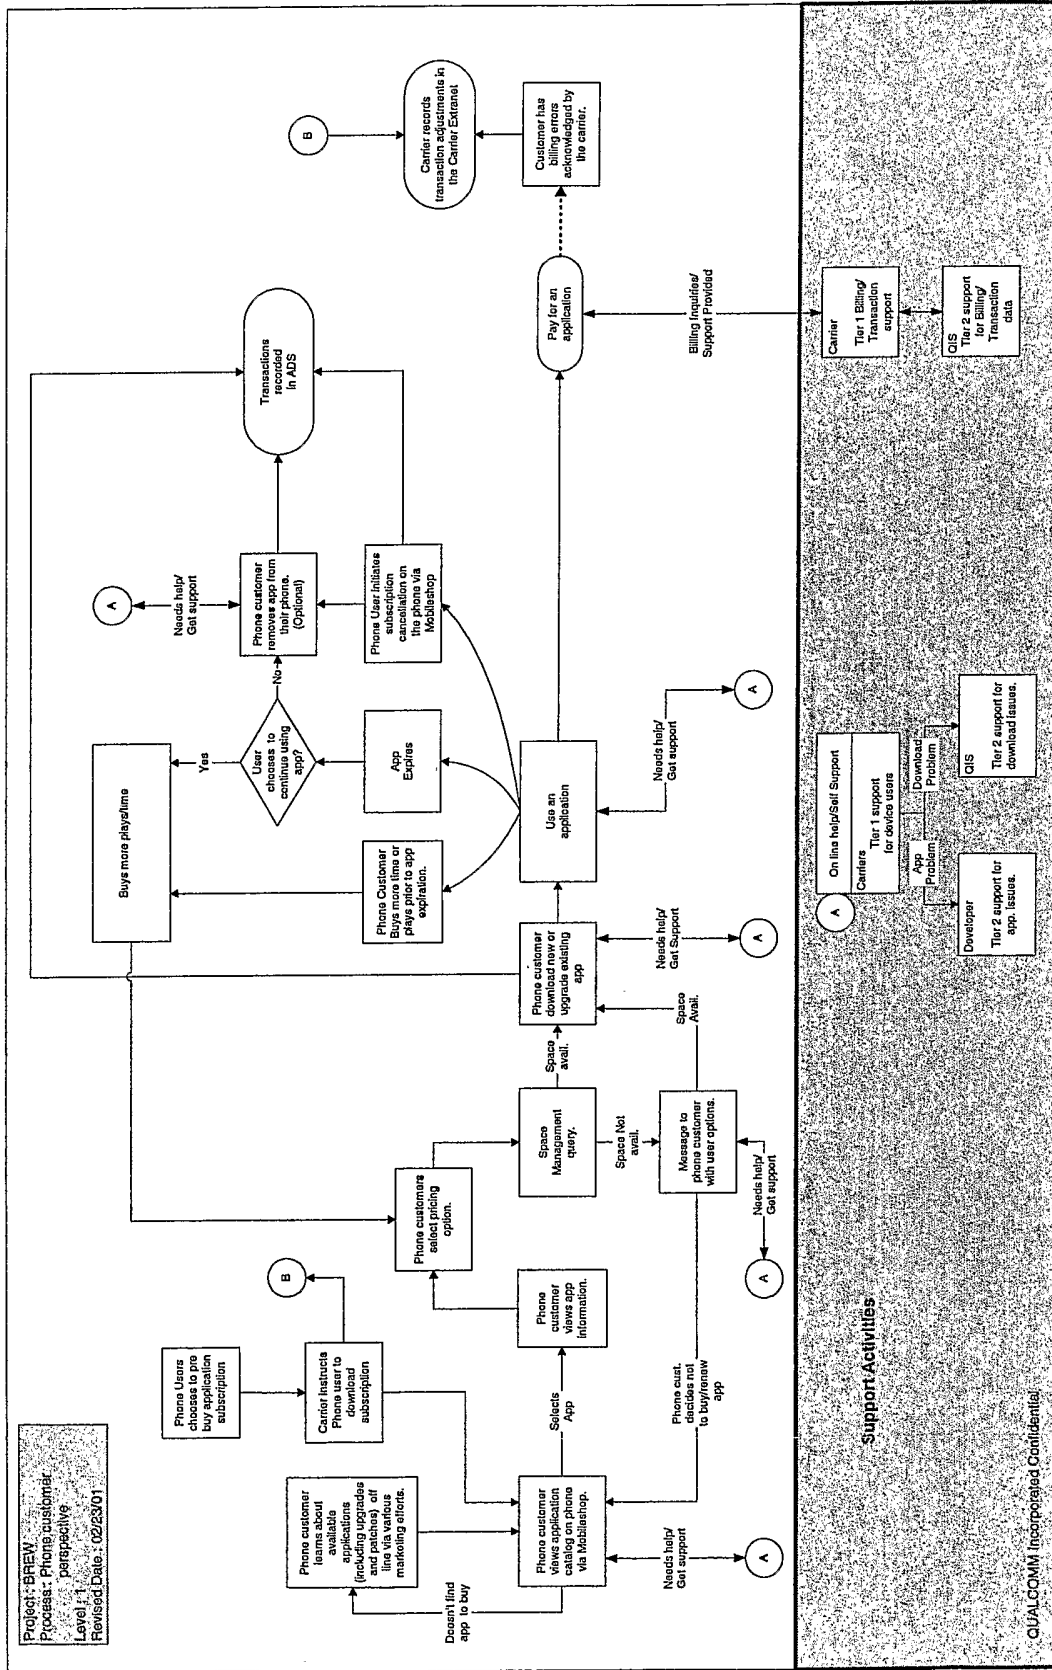 Project: BREW
Process: Phone customer
perspective
Level: 1
Revised Date: 02/23/01
Phone Users
chooses to pre
buy application
subscription
Carrier Instructs
Phone user to
download
subscription
B
Phone customer
learns about
available
applications
(including upgrades
and patches) off
line via various
marketing efforts.
Doesn't find
app to buy
Phone customer
views application
catalog on phone
via Mobileshop.
Needs help/
Get support
A
Selects
App
Phone
customer
views app
Information.
Phone customers
select pricing
option.
Space
Management
query.
Space
avail.
Space Not
avail.
Message to
phone customer
with user options.
Phone cust.
decides not
to buy/renew
app
Needs help/
Get support
A
Space
Avail.
Phone customer
download new or
upgrade existing
app
Needs help/
Get Support
A
Use an
application
Needs help/
Get support
A
Buys more plays/time
Phone Customer
Buys more time or
plays prior to app
expiration.
App
Expires
User
chooses to
continue using
app?
Yes
No
Phone customer
removes app from
their phone.
(Optional)
Needs help/
Get support
A
Phone User Initiates
subscription
cancellation on
the phone via
Mobileshop
Transactions
recorded
in ADS
Pay for an
application
Billing Inquiries/
Support Provided
Customer has
billing errors
acknowledged by
the carrier.
Carrier records
transaction adjustments in
the Carrier Extranet
B
Support Activities
A
On line help/Self Support
Carriers
Tier 1 support
for device users
App
Problem
Download
Problem
Developer
Tier 2 support for
app. issues.
QIS
Tier 2 support for
download issues.
Carrier
Tier 1 Billing/
Transaction
support
QIS
Tier 2 support
for Billing/
Transaction
data
QUALCOMM Incorporated Confidential